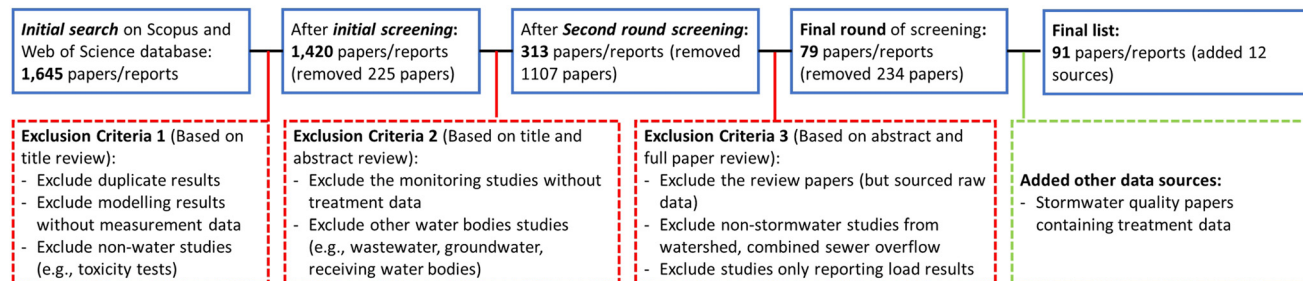 Initial search on Scopus and
Web of Science database:
1,645 papers/reports
After initial screening:
1,420 papers/reports
(removed 225 papers)
After Second round screening:
313 papers/reports (removed
1107 papers)
Final round of screening:
79 papers/reports
(removed 234 papers)
Final list:
91 papers/reports (added 12
sources)
Exclusion Criteria 1 (Based on
title review):
- Exclude duplicate results
- Exclude modelling results
without measurement data
- Exclude non-water studies
(e.g., toxicity tests)
Exclusion Criteria 2 (Based on title and
abstract review):
- Exclude the monitoring studies without
treatment data
- Exclude other water bodies studies
(e.g., wastewater, groundwater,
receiving water bodies)
Exclusion Criteria 3 (Based on abstract and
full paper review):
- Exclude the review papers (but sourced raw
data)
- Exclude non-stormwater studies from
watershed, combined sewer overflow
- Exclude studies only reporting load results
Added other data sources:
- Stormwater quality papers
containing treatment data